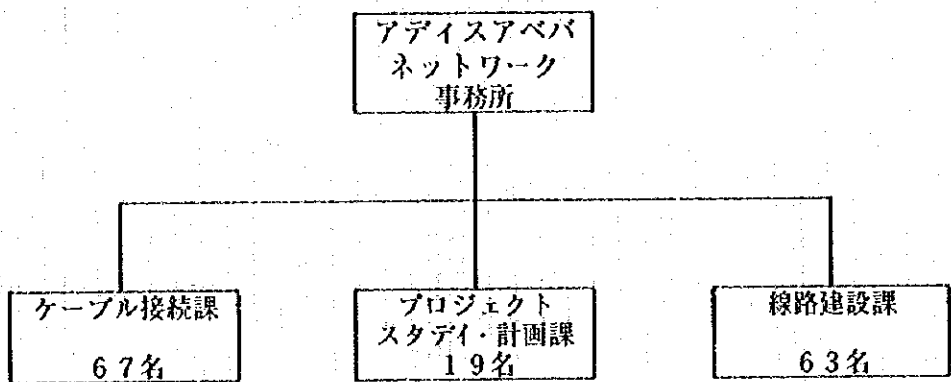 アディスアベバ
ネットワーク
事務所
ケーブル接続課
67名
プロジェクト
スタデイ・計画課
19名
線路建設課
63名